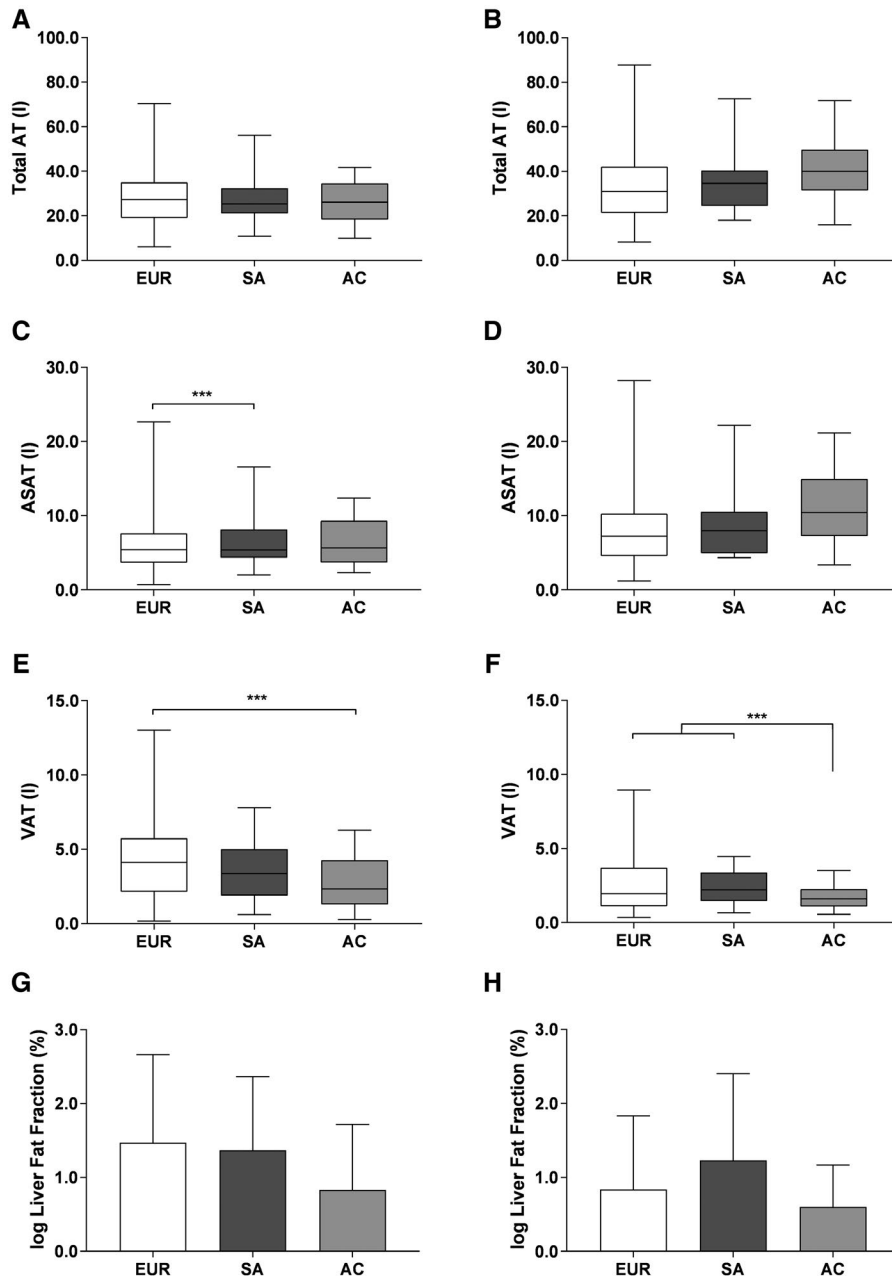 A
Total AT (l)
100.0
80.0
60.0
40.0
20.0
0.0
EUR SA AC
B
Total AT (l)
100.0
80.0
60.0
40.0
20.0
0.0
EUR SA AC
C
ASAT (l)
30.0
20.0
10.0
0.0
***
EUR SA AC
D
ASAT (l)
30.0
20.0
10.0
0.0
EUR SA AC
E
VAT (l)
15.0
10.0
5.0
0.0
***
EUR SA AC
F
VAT (l)
15.0
10.0
5.0
0.0
***
EUR SA AC
G
log Liver Fat Fraction (%)
3.0
2.0
1.0
0.0
EUR SA AC
H
log Liver Fat Fraction (%)
3.0
2.0
1.0
0.0
EUR SA AC